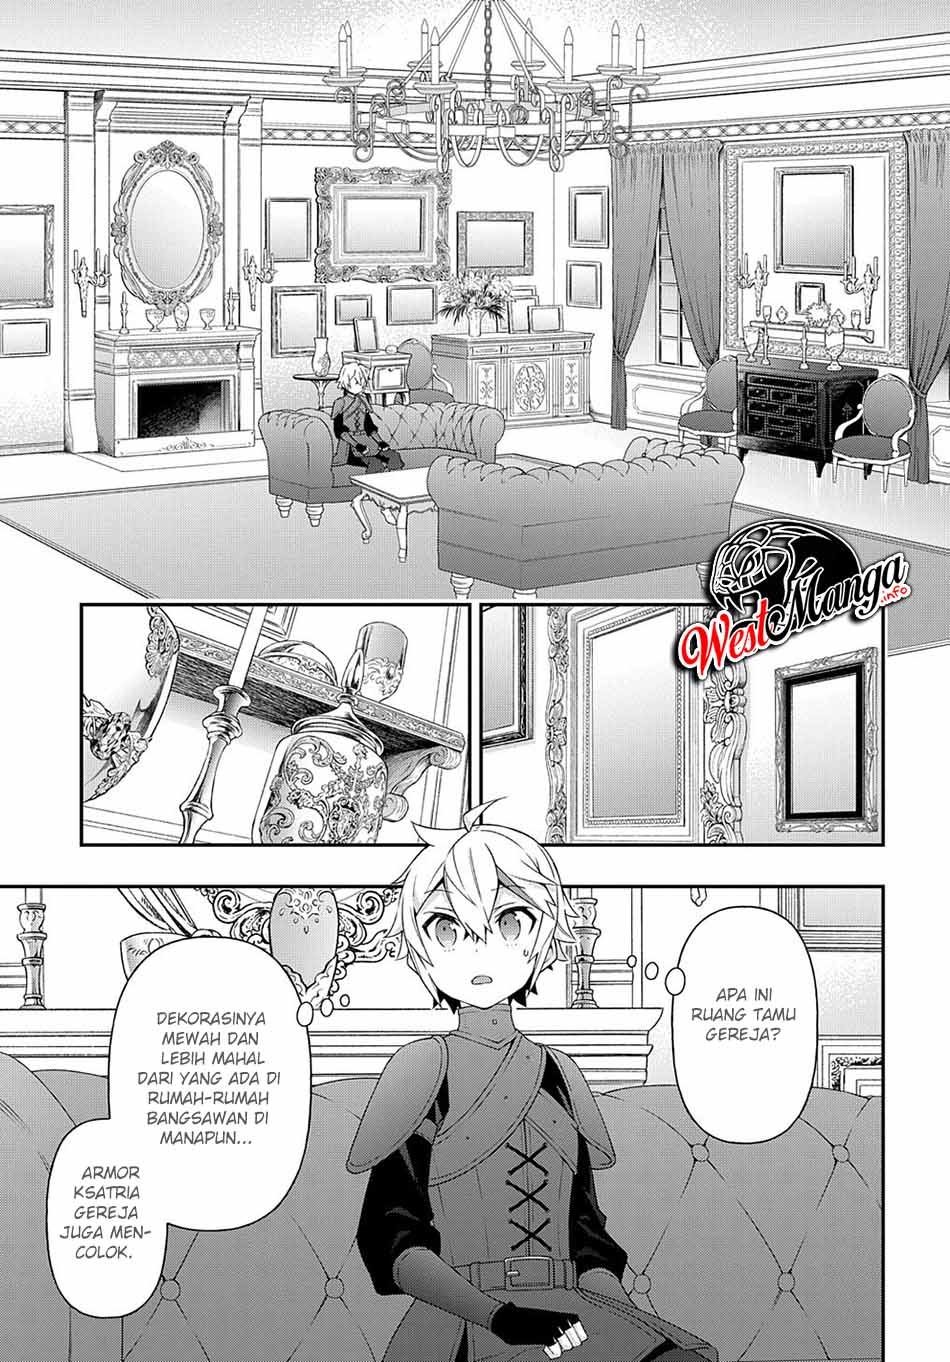 WestManga
.info
APA INI
RUANG TAMU
GEREJA?
DEKORASINYA
MEWAH DAN
LEBIH MAHAL
DARI YANG ADA DI
RUMAH-RUMAH
BANGSAWAN DI
MANAPUN...
ARMOR
KSATRIA
GEREJA
JUGA MEN-
COLOK.